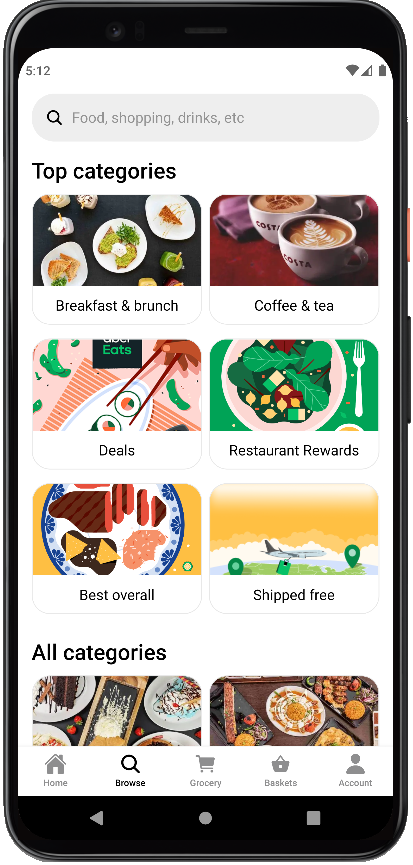 5:12
Food, shopping, drinks, etc
Top categories
COSTA
COSTA
Breakfast & brunch
Coffee & tea
Uber
Eats
Deals
Restaurant Rewards
Best overall
Shipped free
All categories
Home
Browse
Grocery
Baskets
Account